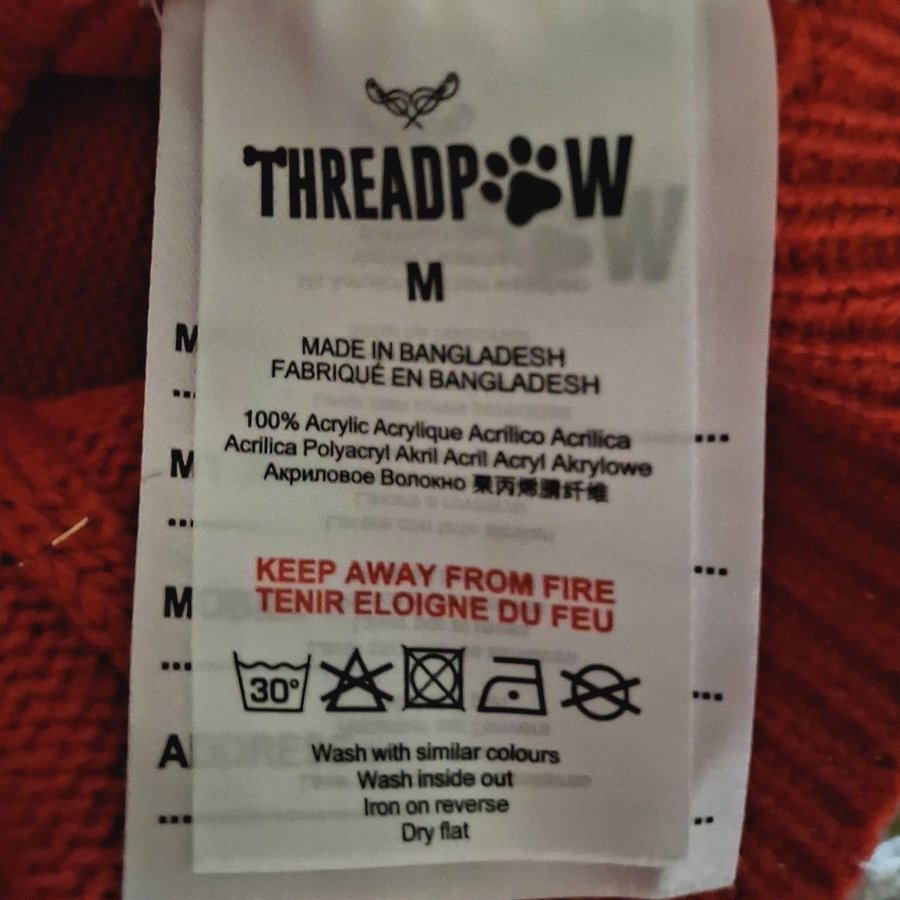 THREADPAW
M
MADE IN BANGLADESH
FABRIQUÉ EN BANGLADESH
100% Acrylic Acrylique Acrílico Acrilica
Acrilica Polyacryl Akril Acril Acryl Akrylowe
Акриловое Волокно 聚丙烯腈纤维
KEEP AWAY FROM FIRE
TENIR ELOIGNE DU FEU
30°
Wash with similar colours
Wash inside out
Iron on reverse
Dry flat
M
M
M
ADDRES
W